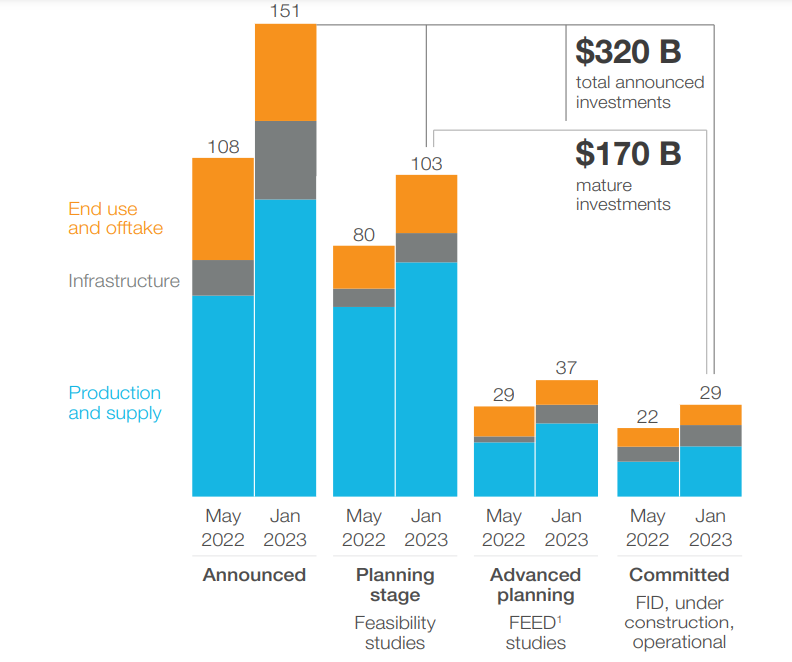 151
$320 B
total announced
investments
108
103
$170 B
mature
investments
End use
and offtake
80
Infrastructure
37
Production
and supply
29
22
29
May
2022
Jan
2023
May
2022
Jan
2023
May
2022
Jan
2023
May
2022
Jan
2023
Announced
Planning
stage
Feasibility
studies
Advanced
planning
FEED¹
studies
Committed
FID, under
construction,
operational